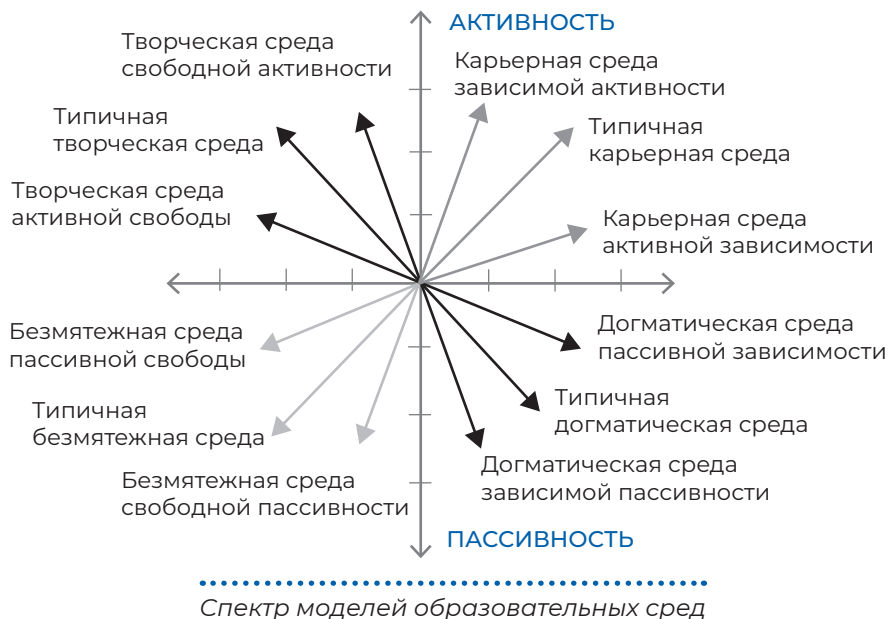 АКТИВНОСТЬ
Творческая среда
свободной активности
Карьерная среда
зависимой активности
Типичная
творческая среда
Типичная
карьерная среда
Творческая среда
активной свободы
Карьерная среда
активной зависимости
Безмятежная среда
пассивной свободы
Догматическая среда
пассивной зависимости
Типичная
безмятежная среда
Типичная
догматическая среда
Безмятежная среда
свободной пассивности
Догматическая среда
зависимой пассивности
ПАССИВНОСТЬ
Спектр моделей образовательных сред